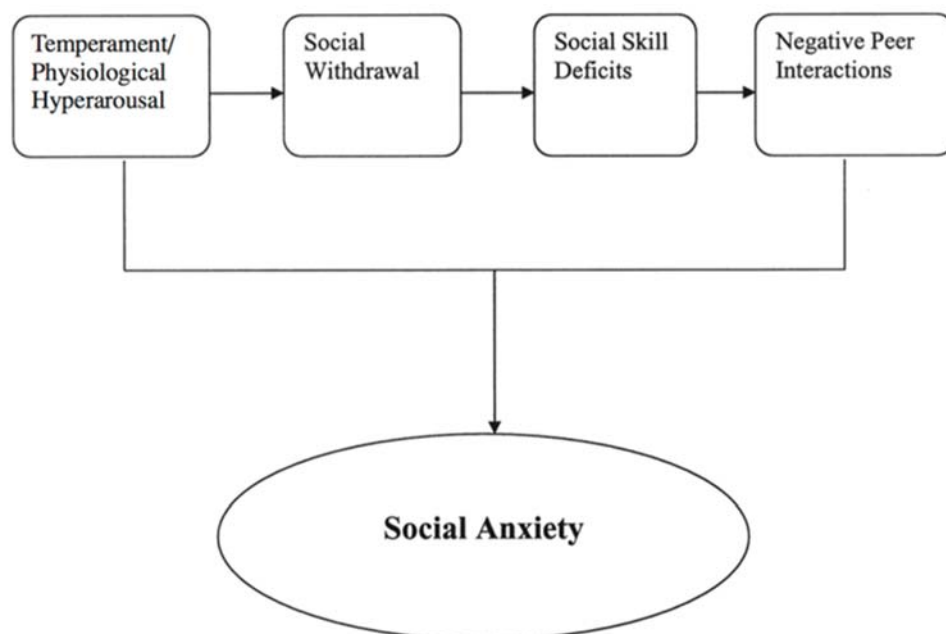 Temperament/
Physiological
Hyperarousal
Social
Withdrawal
Social Skill
Deficits
Negative Peer
Interactions
Social Anxiety